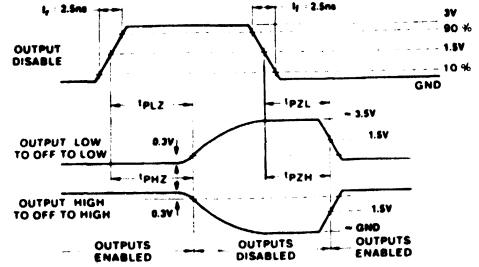 tr = 2.5ns
tf = 2.5ns
3V
90 %
1.5V
10 %
GND
OUTPUT
DISABLE
tPLZ
tPZL
≈ 3.5V
OUTPUT LOW
TO OFF TO LOW
0.3V
1.5V
tPHZ
tPZH
OUTPUT HIGH
TO OFF TO HIGH
0.3V
1.5V
≈ GND
OUTPUTS
ENABLED
OUTPUTS
DISABLED
OUTPUTS
ENABLED